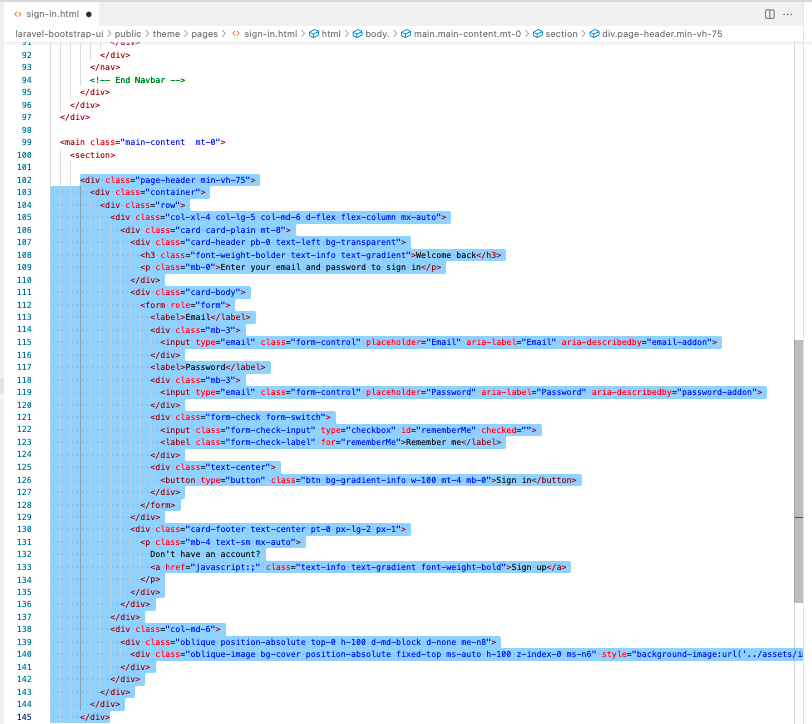 sign-in.html
laravel-bootstrap-ui > public > theme > pages > sign-in.html > html > body. > main.main-content.mt-0 > section > div.page-header.min-vh-75
91 </div>
92 </div>
93 </nav>
94 <!-- End Navbar -->
95 </div>
96 </div>
97 </div>
98
99 <main class="main-content  mt-0">
100 <section>
101
102 <div class="page-header min-vh-75">
103 <div class="container">
104 <div class="row">
105 <div class="col-xl-4 col-lg-5 col-md-6 d-flex flex-column mx-auto">
106 <div class="card card-plain mt-8">
107 <div class="card-header pb-0 text-left bg-transparent">
108 <h3 class="font-weight-bolder text-info text-gradient">Welcome back</h3>
109 <p class="mb-0">Enter your email and password to sign in</p>
110 </div>
111 <div class="card-body">
112 <form role="form">
113 <label>Email</label>
114 <div class="mb-3">
115 <input type="email" class="form-control" placeholder="Email" aria-label="Email" aria-describedby="email-addon">
116 </div>
117 <label>Password</label>
118 <div class="mb-3">
119 <input type="email" class="form-control" placeholder="Password" aria-label="Password" aria-describedby="password-addon">
120 </div>
121 <div class="form-check form-switch">
122 <input class="form-check-input" type="checkbox" id="rememberMe" checked="">
123 <label class="form-check-label" for="rememberMe">Remember me</label>
124 </div>
125 <div class="text-center">
126 <button type="button" class="btn bg-gradient-info w-100 mt-4 mb-0">Sign in</button>
127 </div>
128 </form>
129 </div>
130 <div class="card-footer text-center pt-0 px-lg-2 px-1">
131 <p class="mb-4 text-sm mx-auto">
132 Don't have an account?
133 <a href="javascript:;" class="text-info text-gradient font-weight-bold">Sign up</a>
134 </p>
135 </div>
136 </div>
137 </div>
138 <div class="col-md-6">
139 <div class="oblique position-absolute top-0 h-100 d-md-block d-none me-n8">
140 <div class="oblique-image bg-cover position-absolute fixed-top ms-auto h-100 z-index-0 ms-n6" style="background-image:url('../assets/i
141 </div>
142 </div>
143 </div>
144 </div>
145 </div>